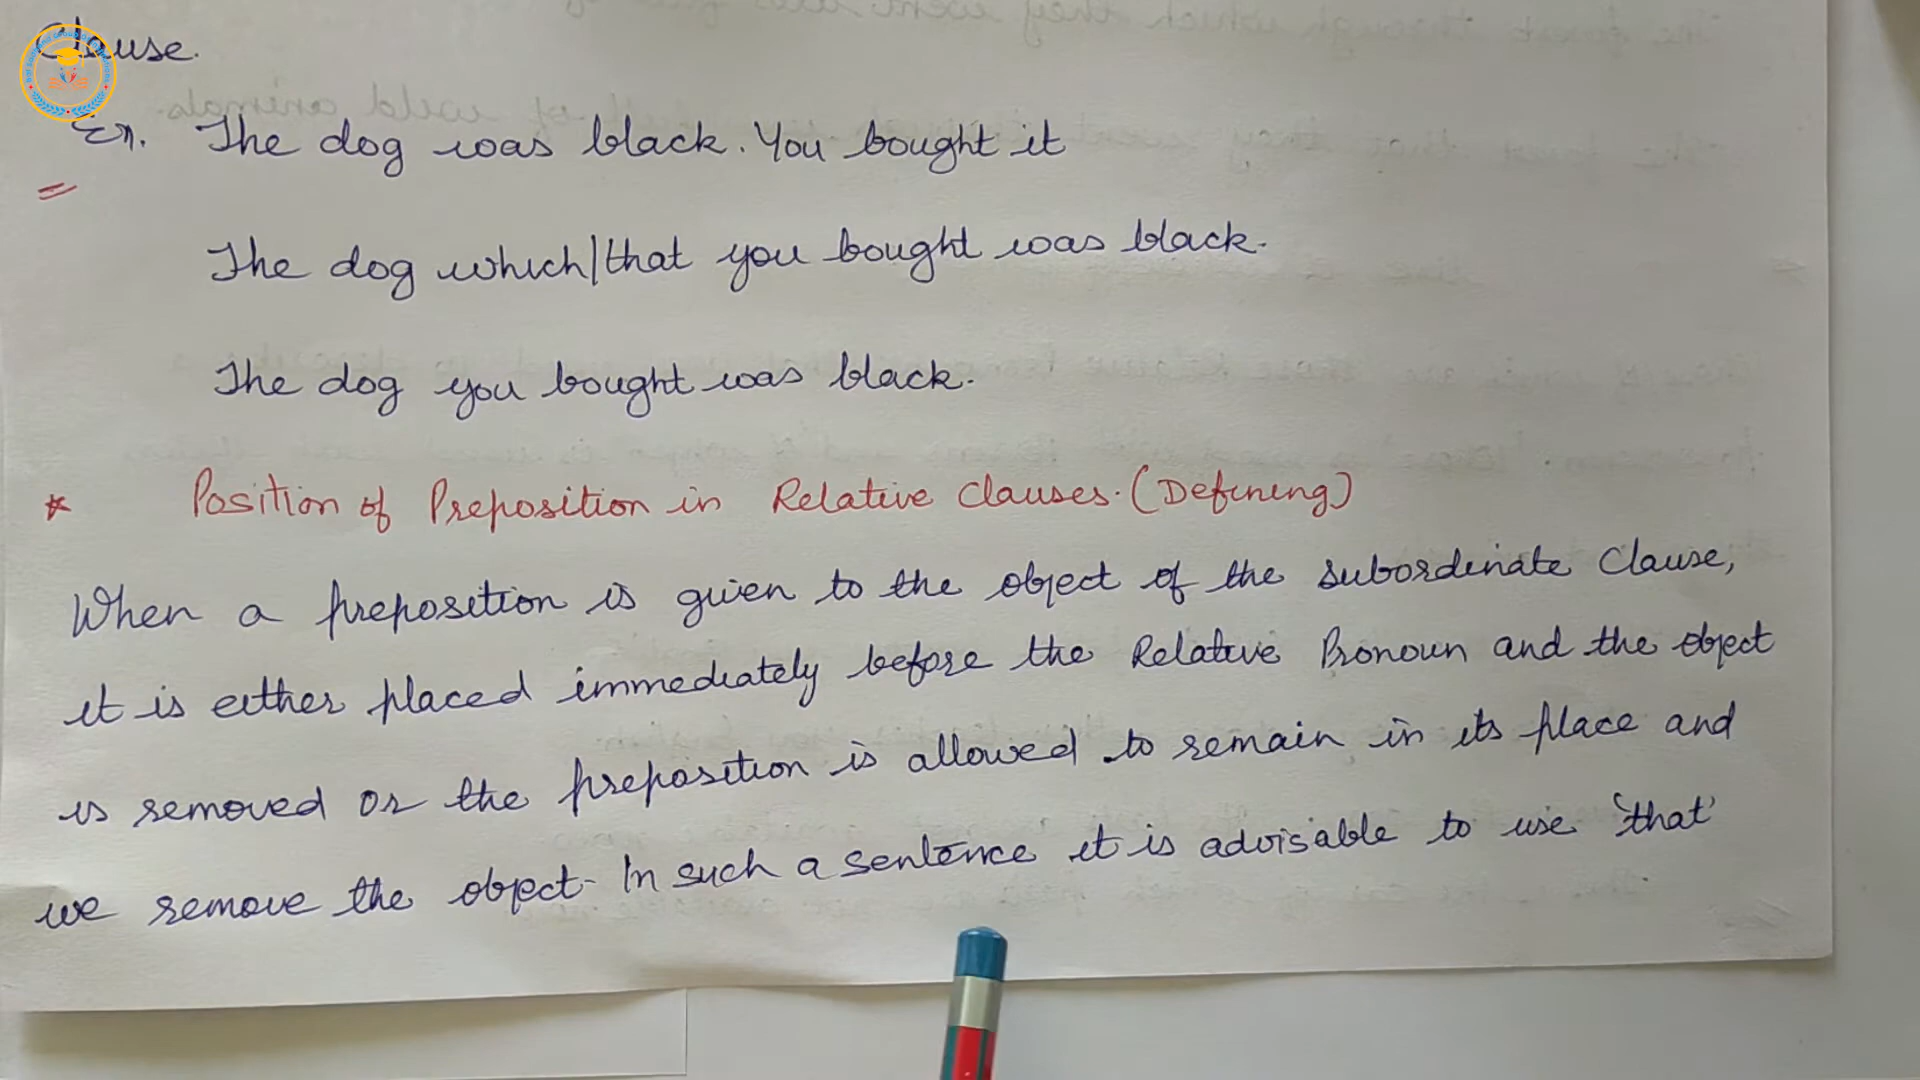 Clause.
Ex. The dog was black. You bought it
The dog which/that you bought was black.
The dog you bought was black.
* Position of Preposition in Relative Clauses. (Defining)
When a preposition is given to the object of the subordinate Clause,
it is either placed immediately before the Relative Pronoun and the object
is removed or the preposition is allowed to remain in its place and
we remove the object. In such a sentence it is advisable to use 'that'